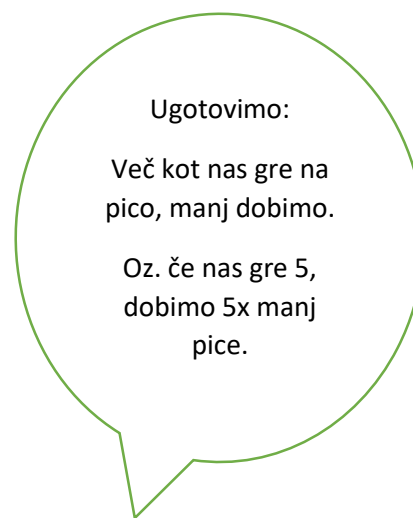 Ugotovimo:
Več kot nas gre na
pico, manj dobimo.
Oz. če nas gre 5,
dobimo 5x manj
pice.